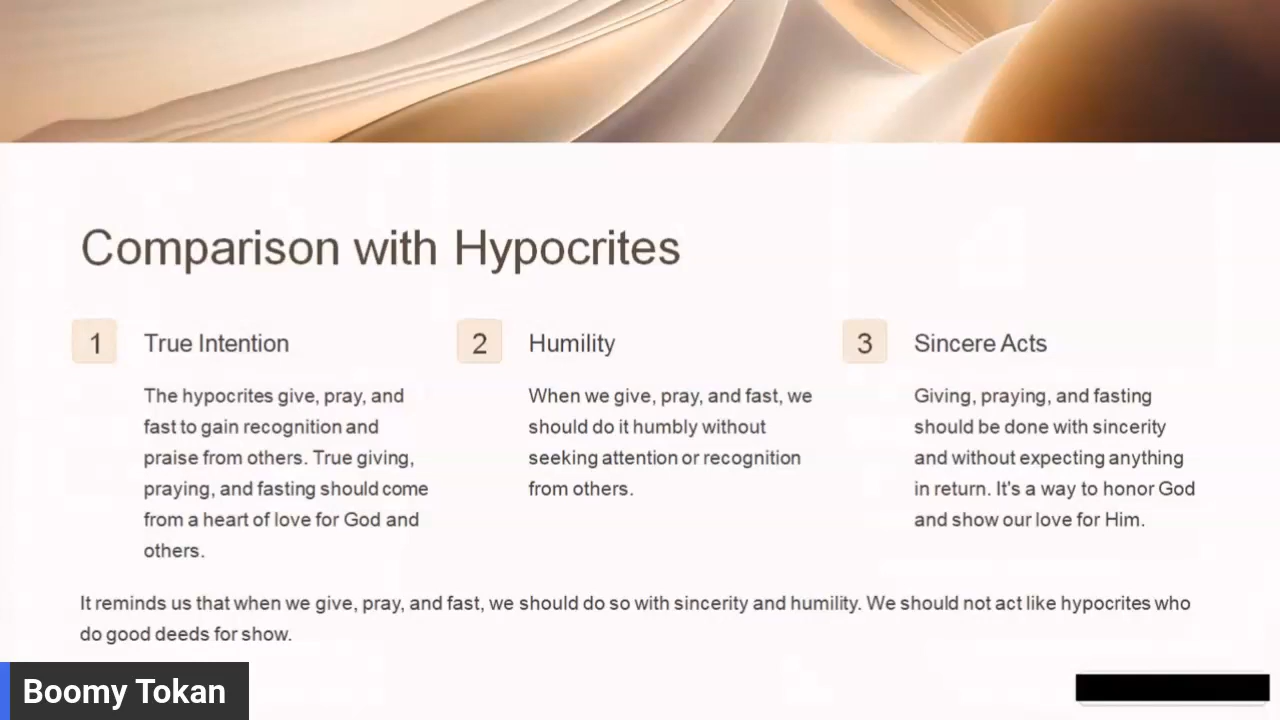 Comparison with Hypocrites
1
True Intention
The hypocrites give, pray, and
fast to gain recognition and
praise from others. True giving,
praying, and fasting should come
from a heart of love for God and
others.
2
Humility
When we give, pray, and fast, we
should do it humbly without
seeking attention or recognition
from others.
3
Sincere Acts
Giving, praying, and fasting
should be done with sincerity
and without expecting anything
in return. It's a way to honor God
and show our love for Him.
It reminds us that when we give, pray, and fast, we should do so with sincerity and humility. We should not act like hypocrites who
do good deeds for show.
Boomy Tokan